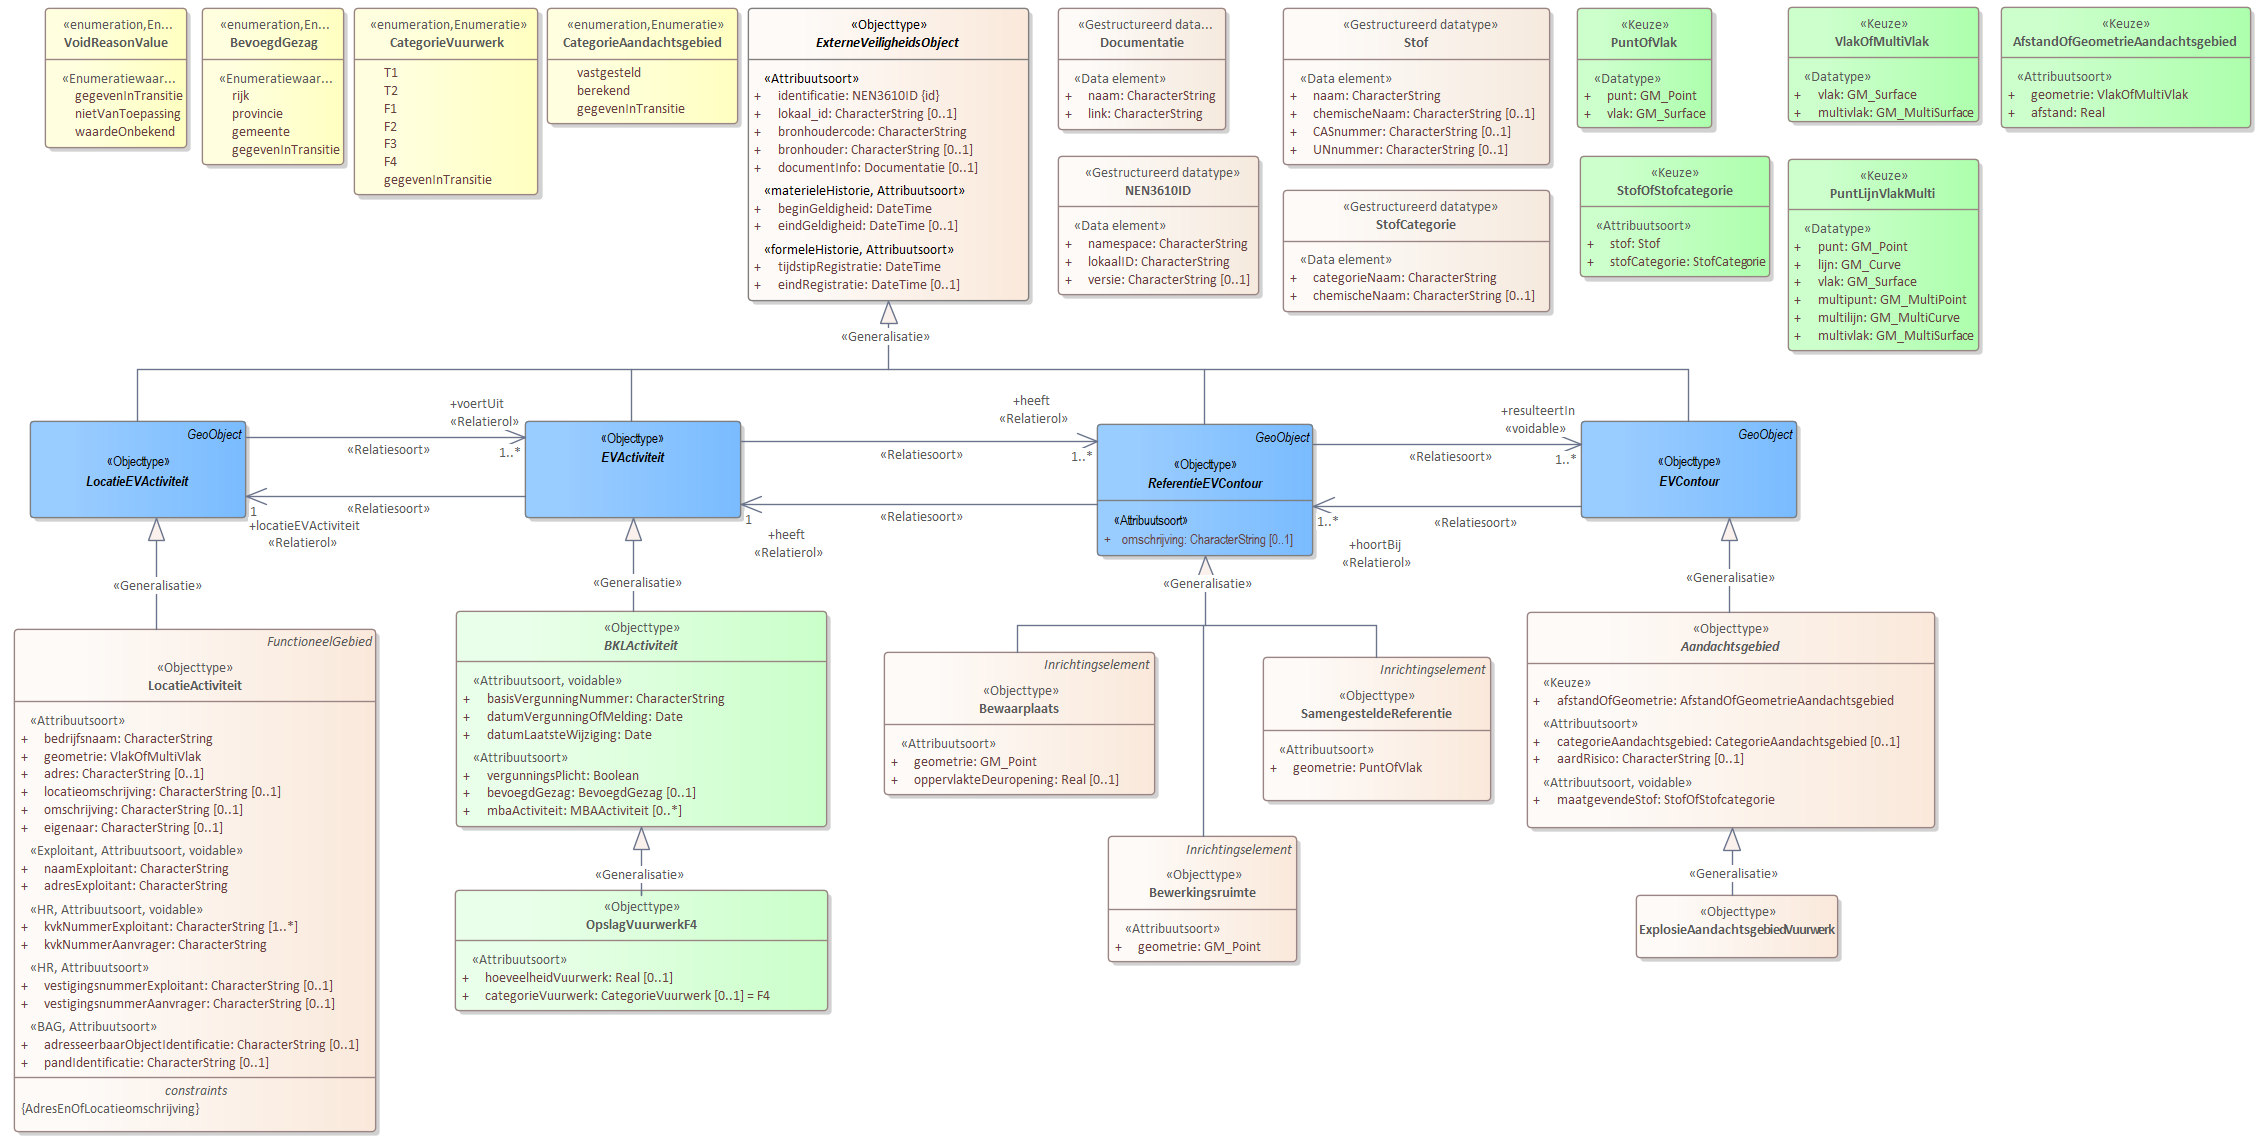 «enumeration,En...
VoidReasonValue
«Enumeratiewaar...
gegevenInTransitie
nietVanToepassing
waardeOnbekend
«enumeration,En...
BevoegdGezag
«Enumeratiewaar...
rijk
provincie
gemeente
gegevenInTransitie
«enumeration,Enumeratie»
CategorieVuurwerk
T1
T2
F1
F2
F3
F4
gegevenInTransitie
«enumeration,Enumeratie»
CategorieAandachtsgebied
vastgesteld
berekend
gegevenInTransitie
«Objecttype»
ExterneVeiligheidsObject
«Attribuutsoort»
+ identificatie: NEN3610ID {id}
+ lokaal_id: CharacterString [0..1]
+ bronhoudercode: CharacterString
+ bronhouder: CharacterString [0..1]
+ documentInfo: Documentatie [0..1]
«materieleHistorie, Attribuutsoort»
+ beginGeldigheid: DateTime
+ eindGeldigheid: DateTime [0..1]
«formeleHistorie, Attribuutsoort»
+ tijdstipRegistratie: DateTime
+ eindRegistratie: DateTime [0..1]
«Gestructureerd data...
Documentatie
«Data element»
+ naam: CharacterString
+ link: CharacterString
«Gestructureerd datatype»
NEN3610ID
«Data element»
+ namespace: CharacterString
+ lokaalID: CharacterString
+ versie: CharacterString [0..1]
«Gestructureerd datatype»
Stof
«Data element»
+ naam: CharacterString
+ chemischeNaam: CharacterString [0..1]
+ CASnummer: CharacterString [0..1]
+ UNnummer: CharacterString [0..1]
«Gestructureerd datatype»
StofCategorie
«Data element»
+ categorieNaam: CharacterString
+ chemischeNaam: CharacterString [0..1]
«Keuze»
PuntOfVlak
«Datatype»
+ punt: GM_Point
+ vlak: GM_Surface
«Keuze»
StofOfStofcategorie
«Attribuutsoort»
+ stof: Stof
+ stofCategorie: StofCategorie
«Keuze»
VlakOfMultiVlak
«Datatype»
+ vlak: GM_Surface
+ multivlak: GM_MultiSurface
«Keuze»
PuntLijnVlakMulti
«Datatype»
+ punt: GM_Point
+ lijn: GM_Curve
+ vlak: GM_Surface
+ multipunt: GM_MultiPoint
+ multilijn: GM_MultiCurve
+ multivlak: GM_MultiSurface
«Keuze»
AfstandOfGeometrieAandachtsgebied
«Attribuutsoort»
+ geometrie: VlakOfMultiVlak
+ afstand: Real
«Generalisatie»
GeoObject
«Objecttype»
LocatieEVActiviteit
+voertUit
«Relatierol»
«Relatiesoort»
1..*
«Relatiesoort»
1
+locatieEVActiviteit
«Relatierol»
«Objecttype»
EVActiviteit
+heeft
«Relatierol»
«Relatiesoort»
1..*
«Relatiesoort»
1
+heeft
«Relatierol»
GeoObject
«Objecttype»
ReferentieEVContour
«Attribuutsoort»
+ omschrijving: CharacterString [0..1]
+resulteertIn
«voidable»
«Relatiesoort»
1..*
«Relatiesoort»
1..*
+hoortBij
«Relatierol»
GeoObject
«Objecttype»
EVContour
«Generalisatie»
«Generalisatie»
«Generalisatie»
«Generalisatie»
FunctioneelGebied
«Objecttype»
LocatieActiviteit
«Attribuutsoort»
+ bedrijfsnaam: CharacterString
+ geometrie: VlakOfMultiVlak
+ adres: CharacterString [0..1]
+ locatieomschrijving: CharacterString [0..1]
+ omschrijving: CharacterString [0..1]
+ eigenaar: CharacterString [0..1]
«Exploitant, Attribuutsoort, voidable»
+ naamExploitant: CharacterString
+ adresExploitant: CharacterString
«HR, Attribuutsoort, voidable»
+ kvkNummerExploitant: CharacterString [1..*]
+ kvkNummerAanvrager: CharacterString
«HR, Attribuutsoort»
+ vestigingsnummerExploitant: CharacterString [0..1]
+ vestigingsnummerAanvrager: CharacterString [0..1]
«BAG, Attribuutsoort»
+ adresseerbaarObjectIdentificatie: CharacterString [0..1]
+ pandIdentificatie: CharacterString [0..1]
constraints
{AdresEnOfLocatieomschrijving}
«Objecttype»
BKLActiviteit
«Attribuutsoort, voidable»
+ basisVergunningNummer: CharacterString
+ datumVergunningOfMelding: Date
+ datumLaatsteWijziging: Date
«Attribuutsoort»
+ vergunningsPlicht: Boolean
+ bevoegdGezag: BevoegdGezag [0..1]
+ mbaActiviteit: MBAActiviteit [0..*]
«Generalisatie»
«Objecttype»
OpslagVuurwerkF4
«Attribuutsoort»
+ hoeveelheidVuurwerk: Real [0..1]
+ categorieVuurwerk: CategorieVuurwerk [0..1] = F4
Inrichtingselement
«Objecttype»
Bewaarplaats
«Attribuutsoort»
+ geometrie: GM_Point
+ oppervlakteDeuropening: Real [0..1]
Inrichtingselement
«Objecttype»
SamengesteldeReferentie
«Attribuutsoort»
+ geometrie: PuntOfVlak
Inrichtingselement
«Objecttype»
Bewerkingsruimte
«Attribuutsoort»
+ geometrie: GM_Point
«Objecttype»
Aandachtsgebied
«Keuze»
+ afstandOfGeometrie: AfstandOfGeometrieAandachtsgebied
«Attribuutsoort»
+ categorieAandachtsgebied: CategorieAandachtsgebied [0..1]
+ aardRisico: CharacterString [0..1]
«Attribuutsoort, voidable»
+ maatgevendeStof: StofOfStofcategorie
«Generalisatie»
«Objecttype»
ExplosieAandachtsgebiedVuurwerk